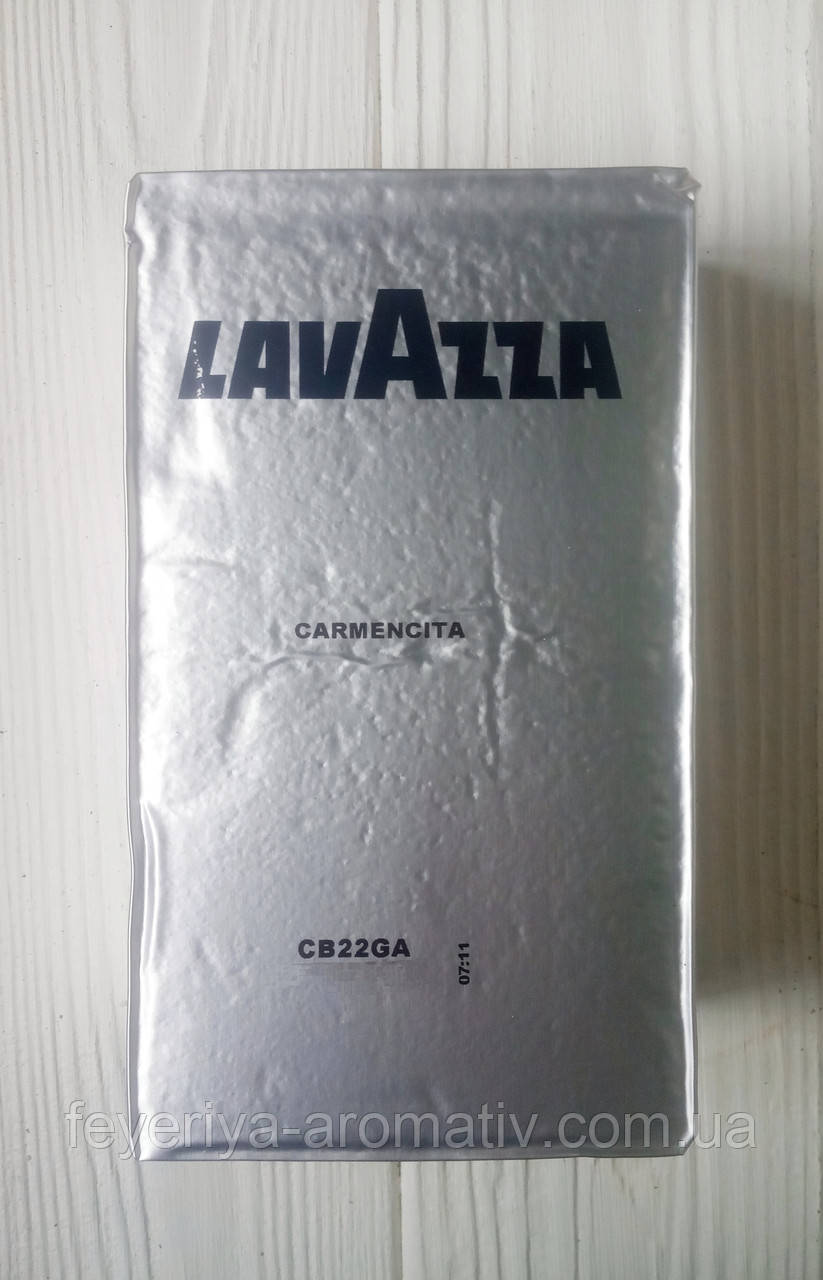 LAVAZZA
CARMENCITA
CB22GA
07:11
feyeriya-aromativ.com.ua